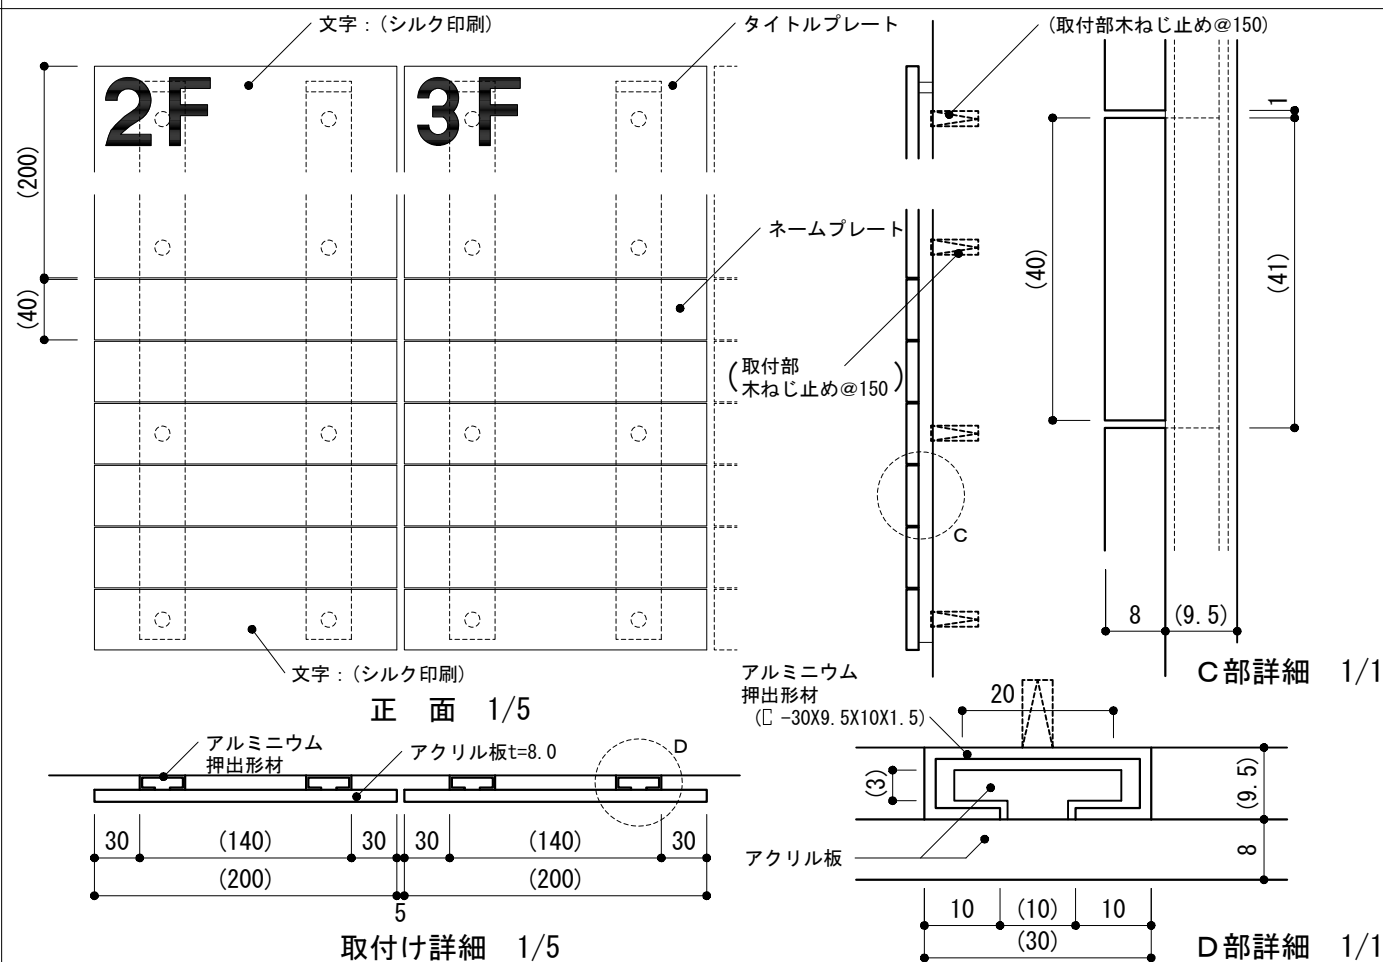 文字：(シルク印刷)
タイトルプレート
(取付部木ねじ止め@150)
2F
3F
(200)
(40)
ネームプレート
(取付部
木ねじ止め@150)
C
文字：(シルク印刷)
正 面 1/5
1
(40)
(41)
8
(9.5)
C部詳細 1/1
アルミニウム
押出形材
アクリル板t=8.0
D
30
(140)
30
30
(140)
30
(200)
(200)
5
取付け詳細 1/5
アルミニウム
押出形材
(⊏ -30X9.5X10X1.5)
20
(3)
(9.5)
アクリル板
8
10
(10)
10
(30)
D部詳細 1/1